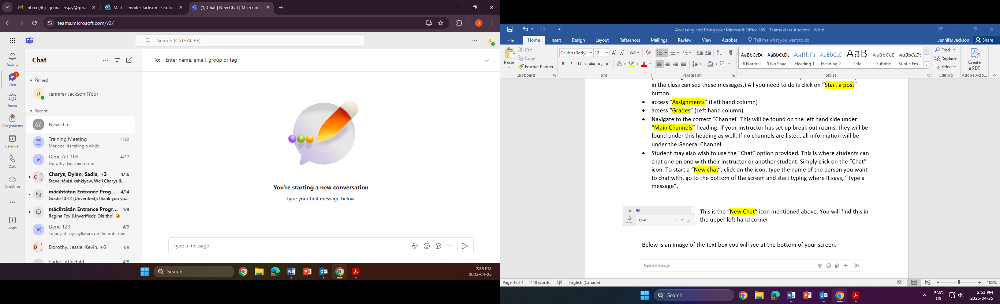 Inbox (46) - jenna.lee.jay@gmai
Mail - Jennifer Jackson - Outloo
(1) Chat | New Chat | Microsoft
teams.microsoft.com/v2/
J
Search (Ctrl+Alt+E)
JJ
Activity
1
Chat
Teams
Assignments
Calendar
Calls
OneDrive
Apps
Chat
Pinned
JJ
Jennifer Jackson (You)
Recent
New chat
Training Meeting 4/22
Marlene: its taking a while
Dene Art 103 4/17
Dorothy: Finished drum
C D S
Charys, Dylan, Sadie, +3 4/16
Steve: tânisi kahkiyaw, Well Charys & ...
mâcîhtâtân Entrance Prog... 4/14
Grade 10-12 (Unverified): thank you yo...
mâcîhtâtân Entrance Progr... 4/9
Regina Fox (Unverified): Oki tho!
Dene 120 4/9
Tiffany: it says syllabics on the right one
D
Dorothy, Jessie, Kevin, +6 4/9
Sadie Littlechild 4/8
To: Enter name, email, group or tag
You're starting a new conversation
Type your first message below.
Type a message
Search
2:53 PM
2025-04-25
Accessing and Using your Microsoft Office 365 - Teams class students - Word
File Home Insert Design Layout References Mailings Review View Acrobat Tell me what you want to do... Jennifer Jackson Share
Paste
Cut
Copy
Format Painter
Clipboard
Calibri (Body) 12
Font
Paragraph
AaBbCcDc AaBbCcDc AaBbCc AaBbCcD AaB AaBbCcD AaBbCcDc
¶ Normal ¶ No Spac... Heading 1 Heading 2 Title Subtitle Subtle Em...
Styles
Find
Replace
Select
Editing
Create
a PDF
Adobe Acro...
in the class can see these messages.) All you need to do is click on “Start a post”
button.
• access “Assignments” (Left hand column)
• access “Grades” (Left hand column)
• Navigate to the correct “Channel” This will be found on the left hand side under
“Main Channels” heading. If your instructor has set up break out rooms, they will be
found under this heading as well. If no channels are listed, all information will be
under the General Channel.
• Student may also wish to use the “Chat” option provided. This is where students can
chat one on one with their instructor or another student. Simply click on the “Chat”
icon. To start a “New chat”, click on the icon, type the name of the person you want
to chat with, go to the bottom of the screen and start typing where it says, “Type a
message”.
Activity
Chat
This is the “New Chat” icon mentioned above. You will find this in
the upper left hand corner.
Below is an image of the text box you will see at the bottom of your screen.
Type a message
Page 4 of 4 448 words English (Canada) 108%
Search
ENG
US
2:53 PM
2025-04-25